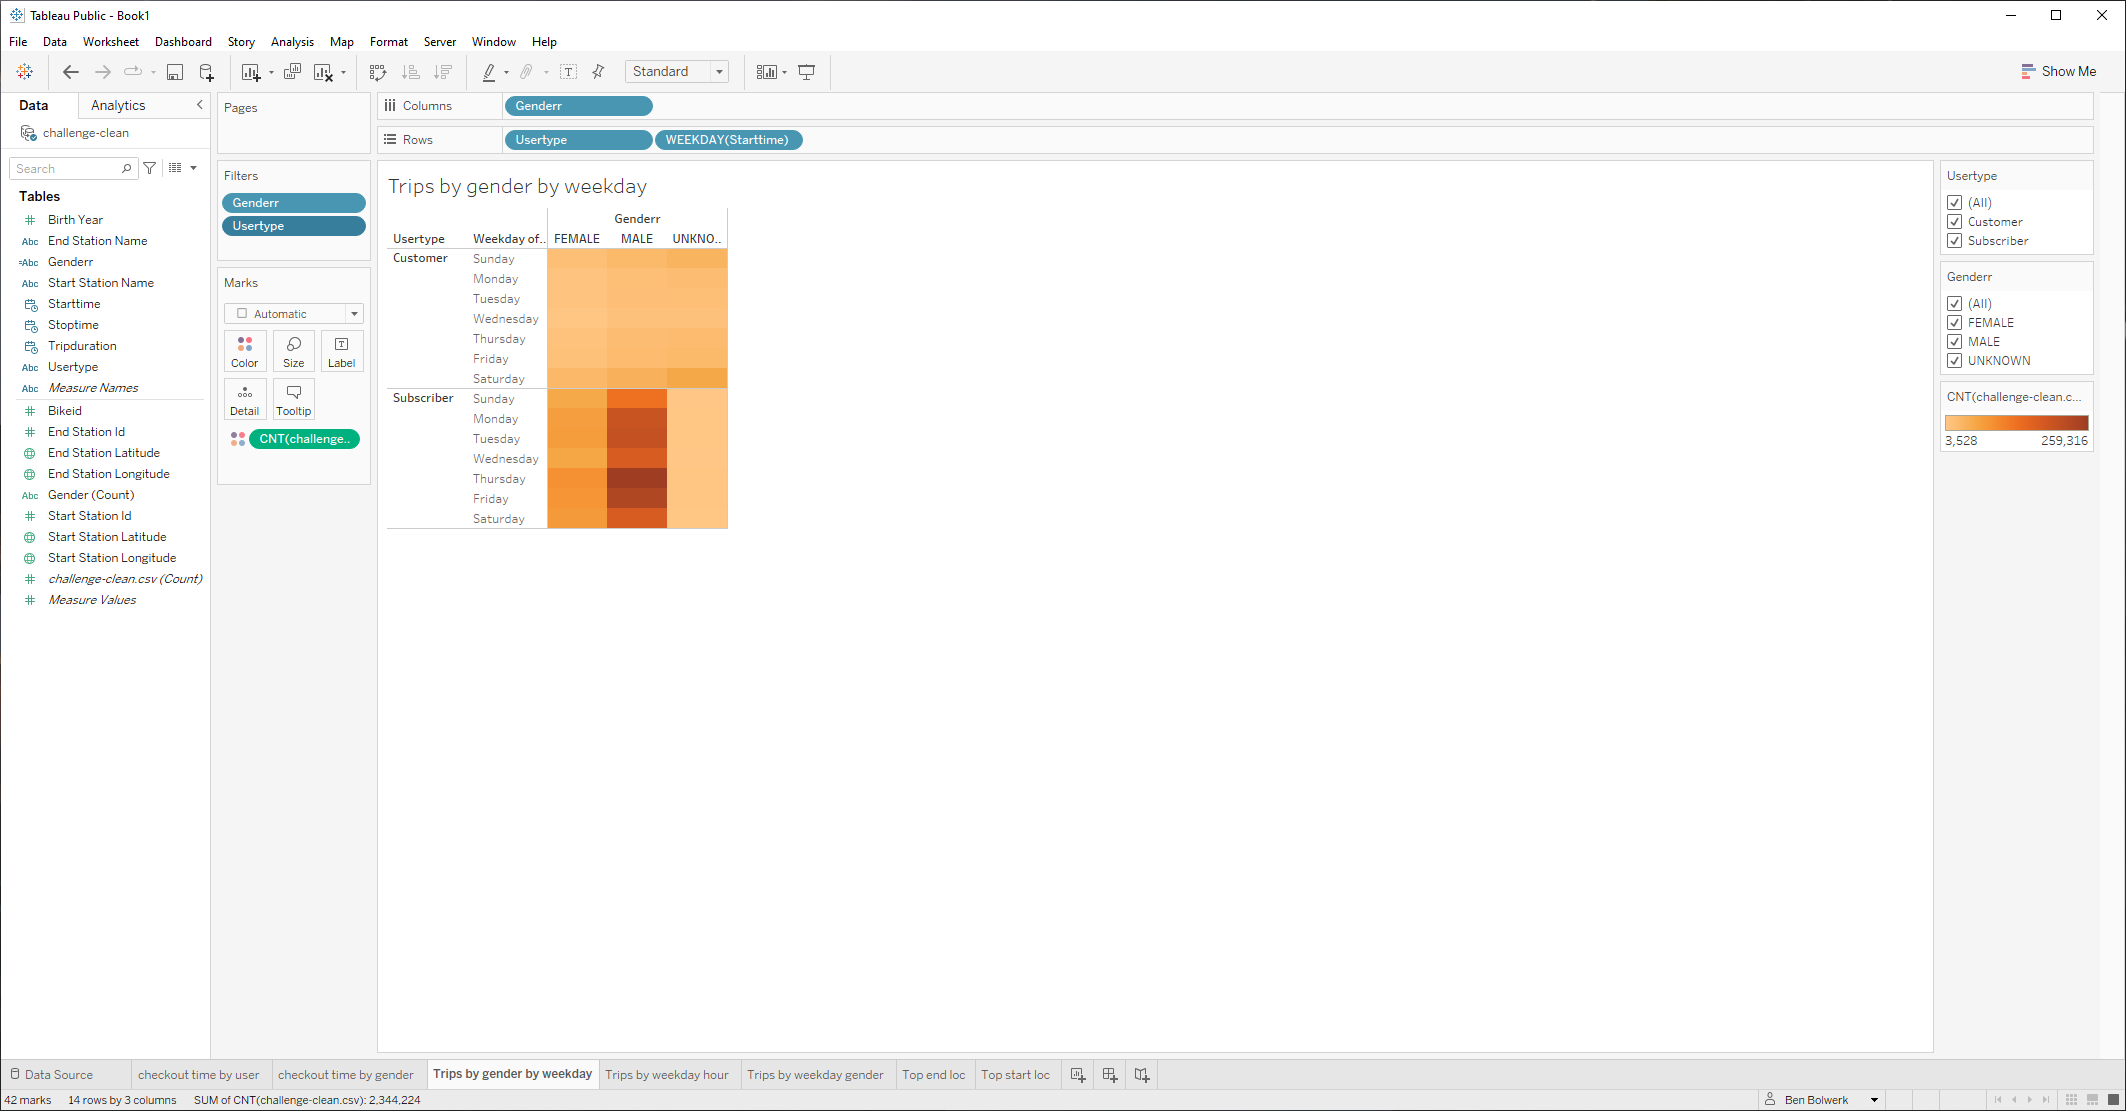 Tableau Public - Book1
File Data Worksheet Dashboard Story Analysis Map Format Server Window Help
Standard
Show Me
Data Analytics
challenge-clean
Search
Tables
# Birth Year
Abc End Station Name
=Abc Genderr
Abc Start Station Name
Starttime
Stoptime
Tripduration
Abc Usertype
Abc Measure Names
# Bikeid
# End Station Id
End Station Latitude
End Station Longitude
Abc Gender (Count)
# Start Station Id
Start Station Latitude
Start Station Longitude
# challenge-clean.csv (Count)
# Measure Values
Pages
Filters
Genderr
Usertype
Marks
Automatic
Color Size Label
Detail Tooltip
CNT(challenge..
Columns Genderr
Rows Usertype WEEKDAY(Starttime)
Trips by gender by weekday
Genderr
Usertype Weekday of.. FEMALE MALE UNKNO..
Customer Sunday
Monday
Tuesday
Wednesday
Thursday
Friday
Saturday
Subscriber Sunday
Monday
Tuesday
Wednesday
Thursday
Friday
Saturday
Usertype
(All)
Customer
Subscriber
Genderr
(All)
FEMALE
MALE
UNKNOWN
CNT(challenge-clean.c...
3,528 259,316
Data Source checkout time by user checkout time by gender Trips by gender by weekday Trips by weekday hour Trips by weekday gender Top end loc Top start loc
42 marks 14 rows by 3 columns SUM of CNT(challenge-clean.csv): 2,344,224 Ben Bolwerk